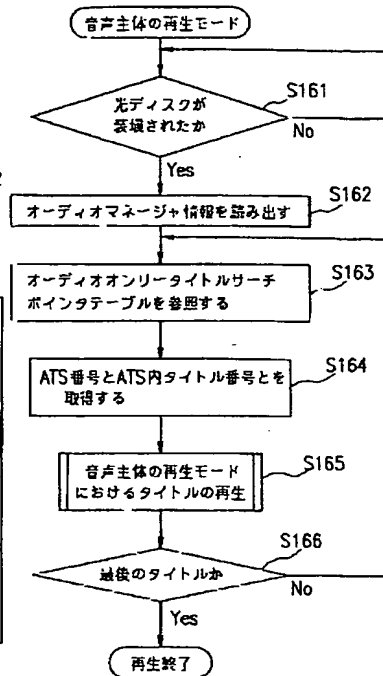 音声主体の再生モード
光ディスクが
装填されたか
S161
No
Yes
オーディオマネージャ情報を読み出す
S162
オーディオオンリータイトルサーチ
ポインタテーブルを参照する
S163
ATS番号とATS内タイトル番号とを
取得する
S164
音声主体の再生モード
におけるタイトルの再生
S165
最後のタイトルか
S166
No
Yes
再生終了